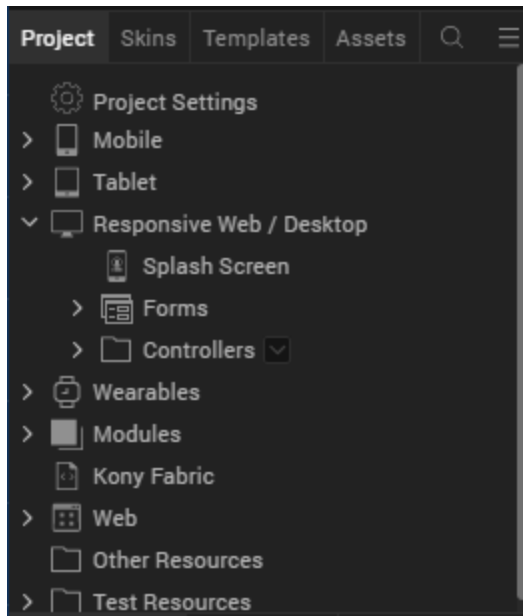 Project Skins Templates Assets
Project Settings
Mobile
Tablet
Responsive Web / Desktop
Splash Screen
Forms
Controllers
Wearables
Modules
Kony Fabric
Web
Other Resources
Test Resources